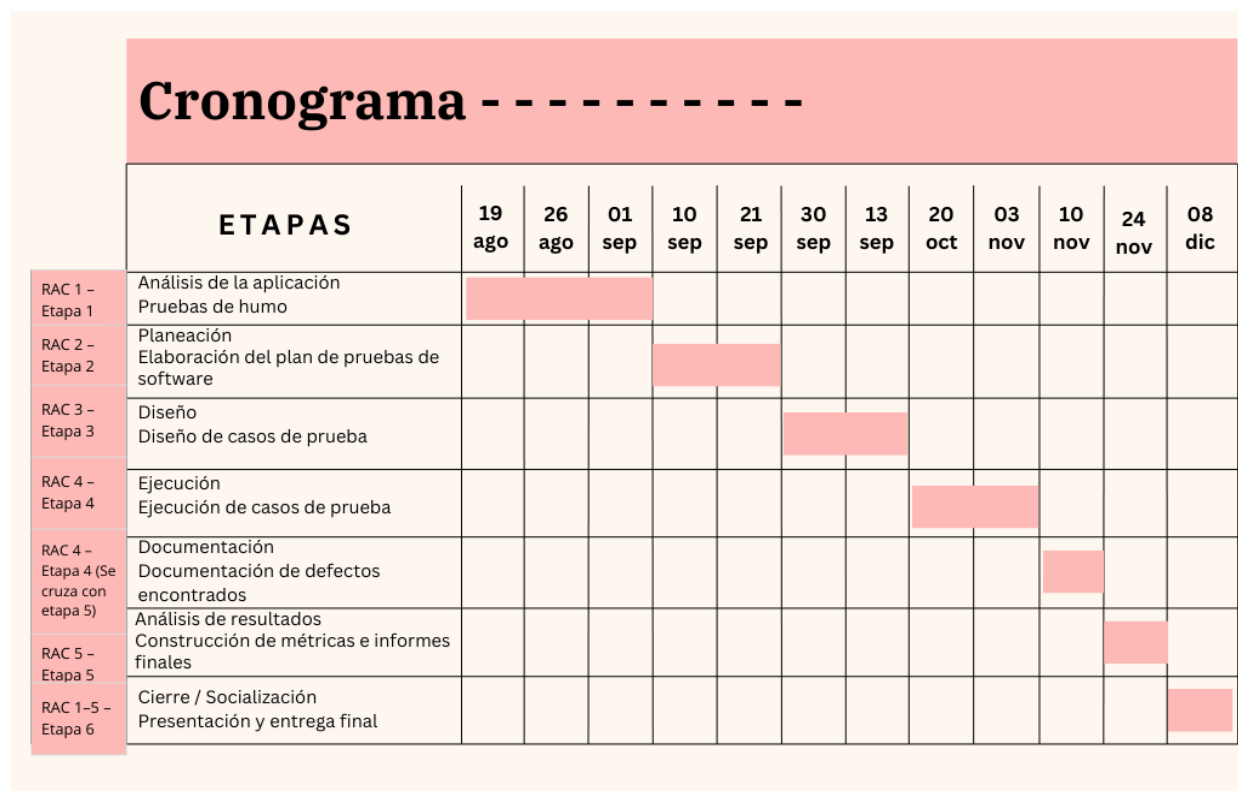 Cronograma - - - - - - - - - -
ETAPAS
19 ago
26 ago
01 sep
10 sep
21 sep
30 sep
13 sep
20 oct
03 nov
10 nov
24 nov
08 dic
RAC 1 –
Etapa 1
Análisis de la aplicación
Pruebas de humo
RAC 2 –
Etapa 2
Planeación
Elaboración del plan de pruebas de
software
RAC 3 –
Etapa 3
Diseño
Diseño de casos de prueba
RAC 4 –
Etapa 4
Ejecución
Ejecución de casos de prueba
RAC 4 –
Etapa 4 (Se
cruza con
etapa 5)
Documentación
Documentación de defectos
encontrados
RAC 5 –
Etapa 5
Análisis de resultados
Construcción de métricas e informes
finales
RAC 1–5 –
Etapa 6
Cierre / Socialización
Presentación y entrega final